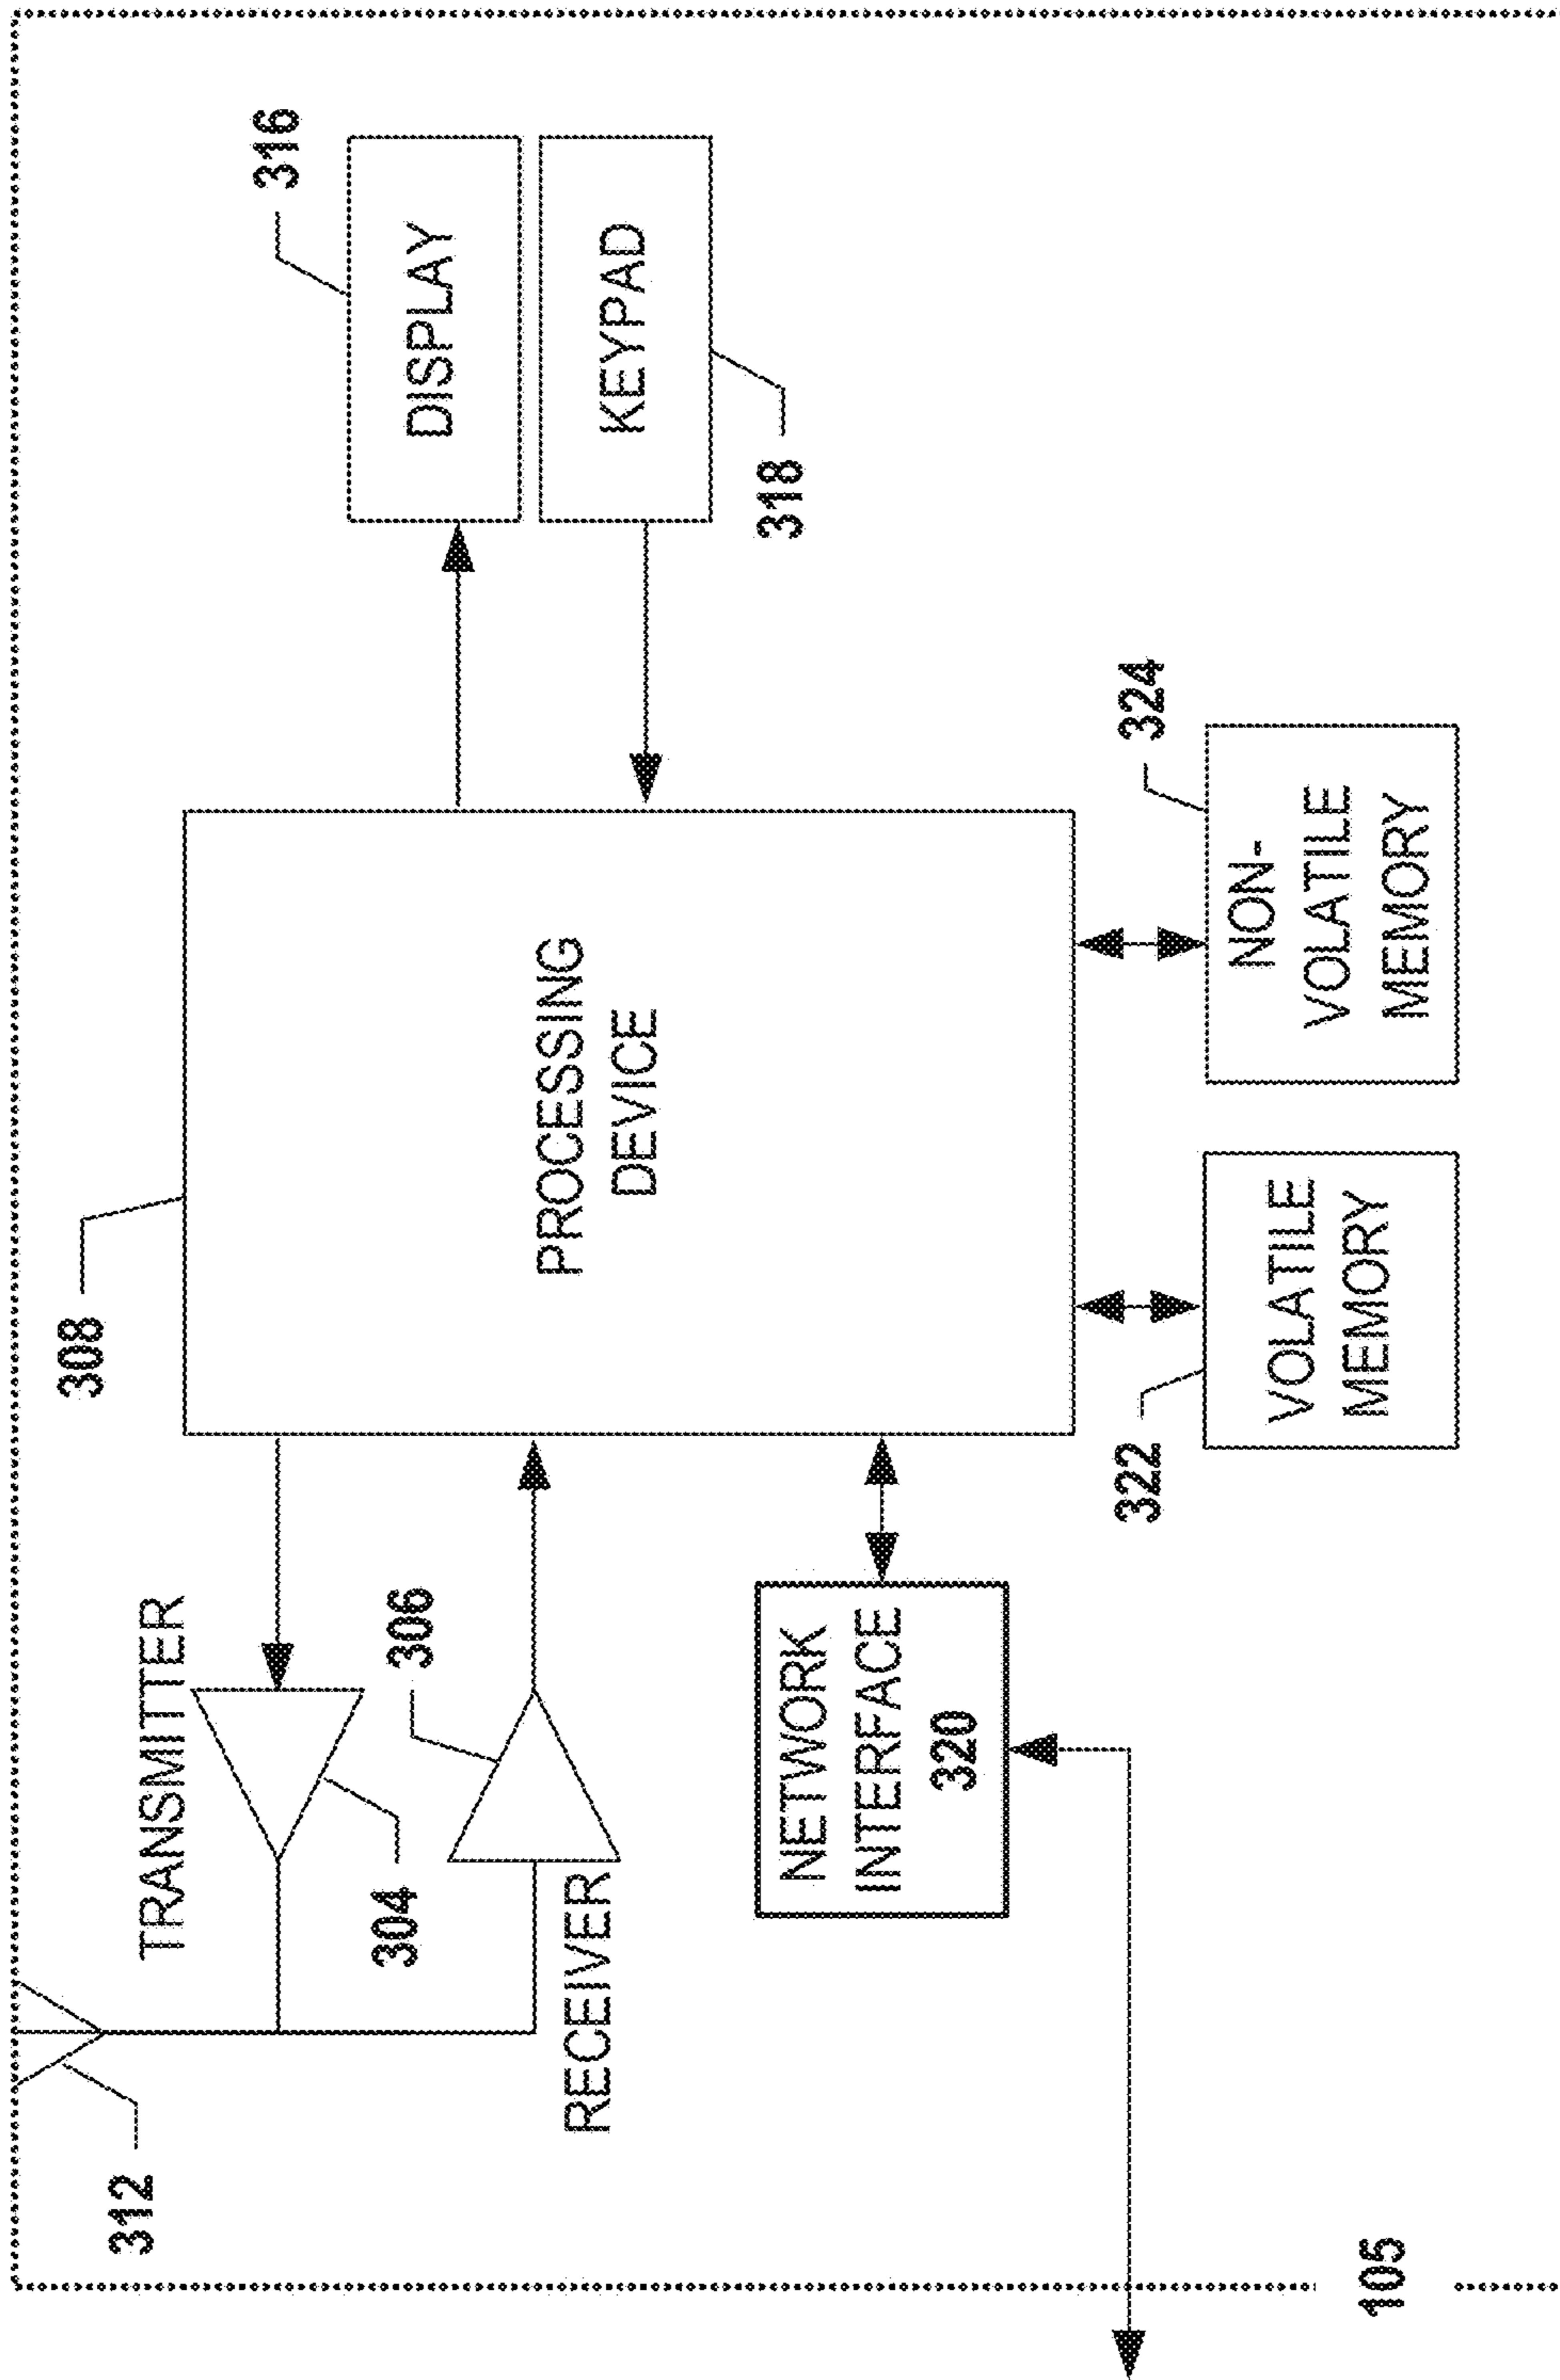 312
TRANSMITTER
304
306
RECEIVER
308
PROCESSING
DEVICE
316
DISPLAY
KEYPAD
318
NETWORK
INTERFACE
320
322
VOLATILE
MEMORY
324
NON-
VOLATILE
MEMORY
105